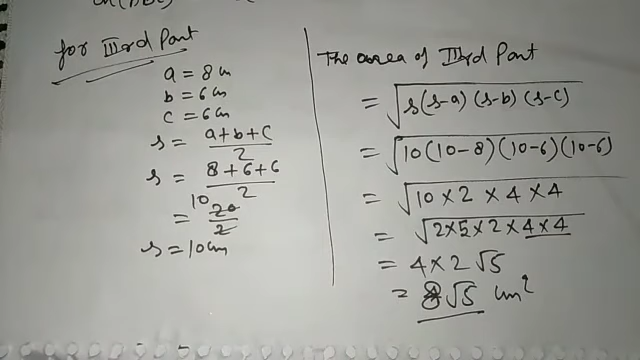 for IIIrd Part
a = 8 cm
b = 6 cm
c = 6 cm
s = a+b+c / 2
s = 8+6+6 / 2
= 20 / 2 10
s = 10 cm
The area of IIIrd Part
= √s(s-a)(s-b)(s-c)
= √10(10-8)(10-6)(10-6)
= √10 × 2 × 4 × 4
= √2×5×2×4×4
= 4×2√5
= 8√5 cm²